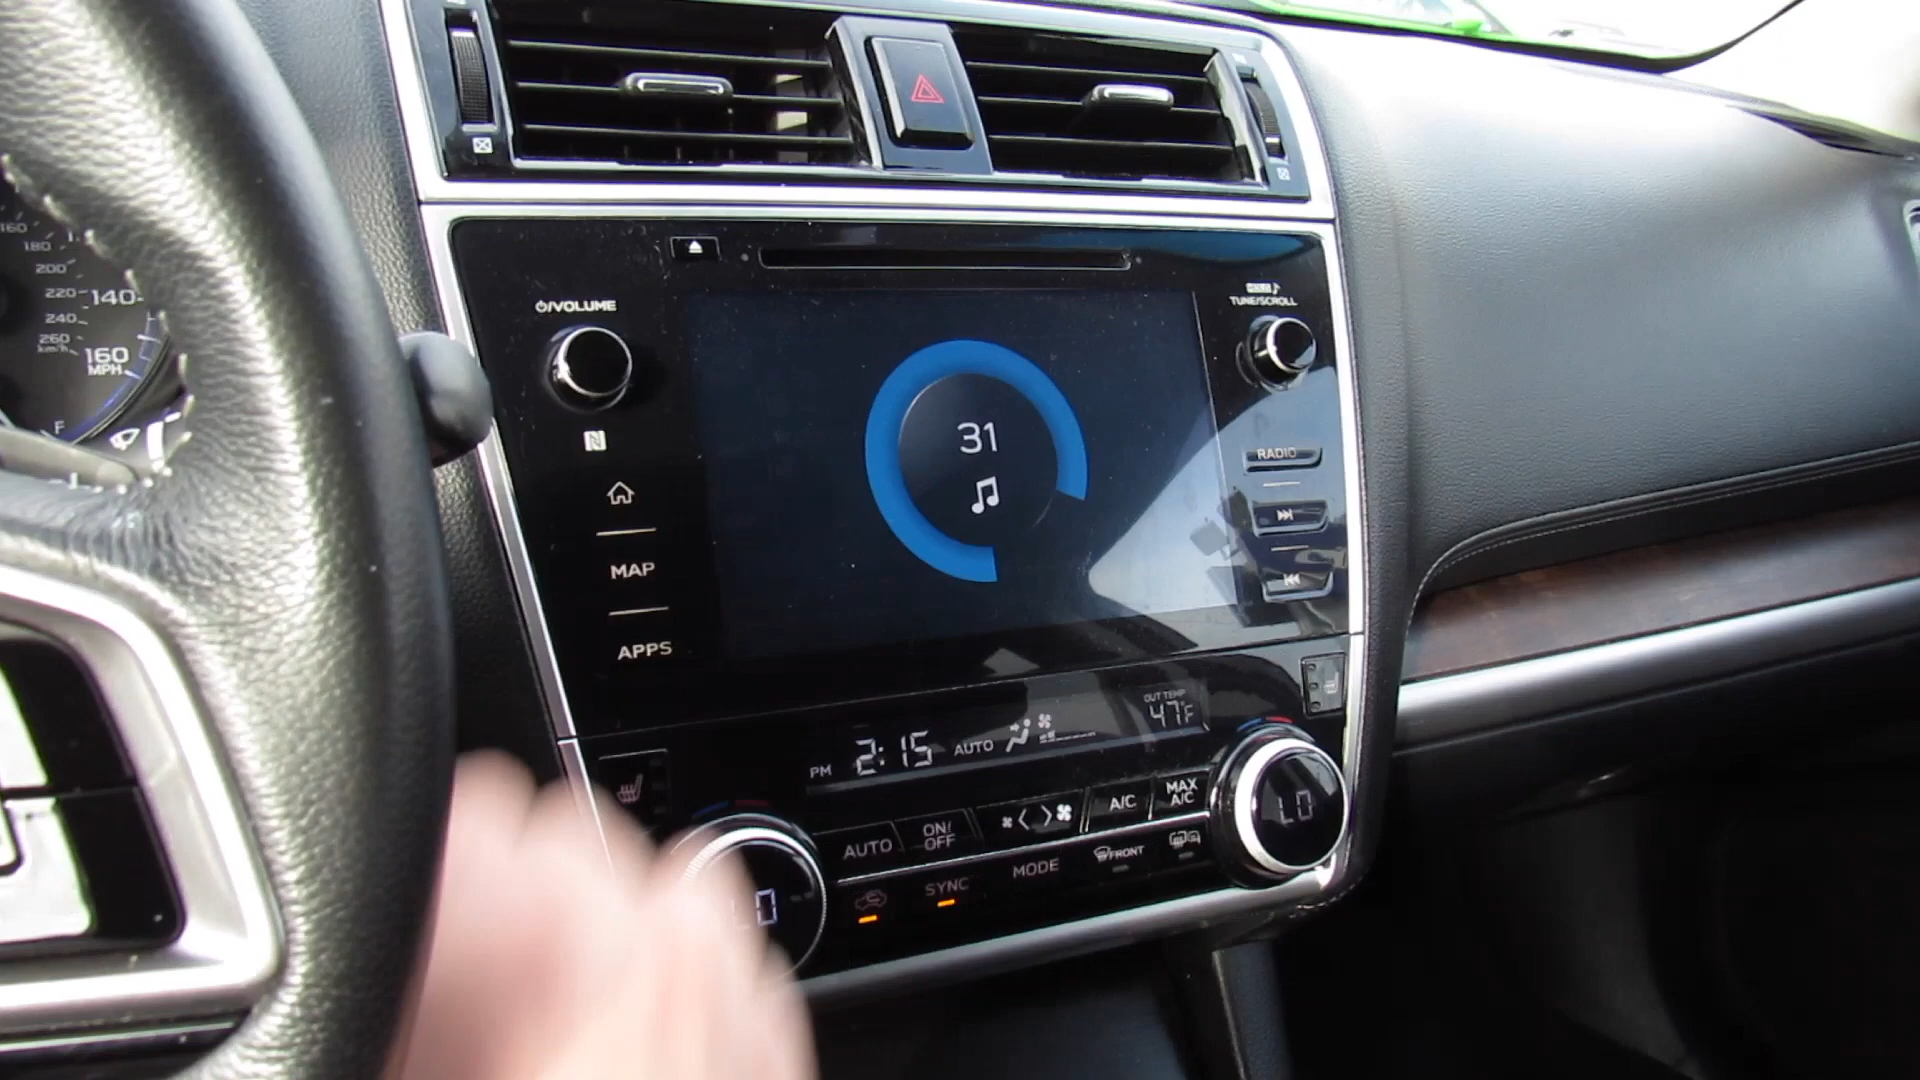 160
180
200
220
240
260
km/h
140
160
MPH
F
⏻/VOLUME
TUNE/SCROLL
31
N
MAP
APPS
RADIO
OUT TEMP
47°F
PM 2:15 AUTO
AUTO
ON/
OFF
A/C
MAX
A/C
LO
SYNC
MODE
FRONT